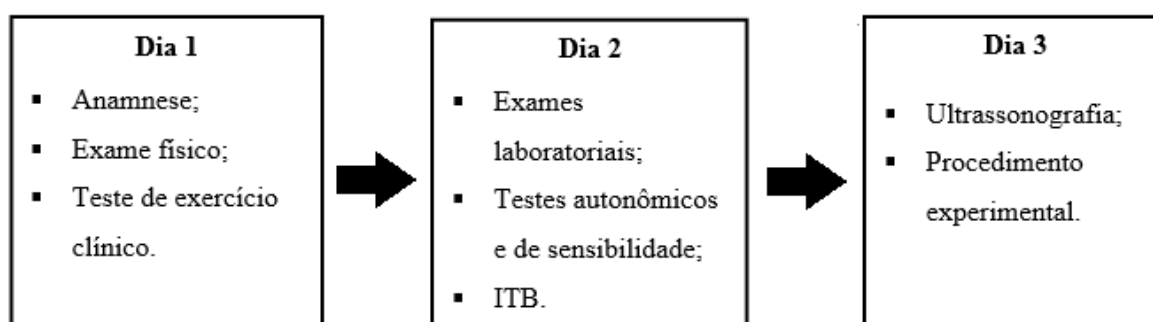 Dia 1
▪ Anamnese;
▪ Exame físico;
▪ Teste de exercício
clínico.
Dia 2
▪ Exames
laboratoriais;
▪ Testes autonômicos
e de sensibilidade;
▪ ITB.
Dia 3
▪ Ultrassonografia;
▪ Procedimento
experimental.